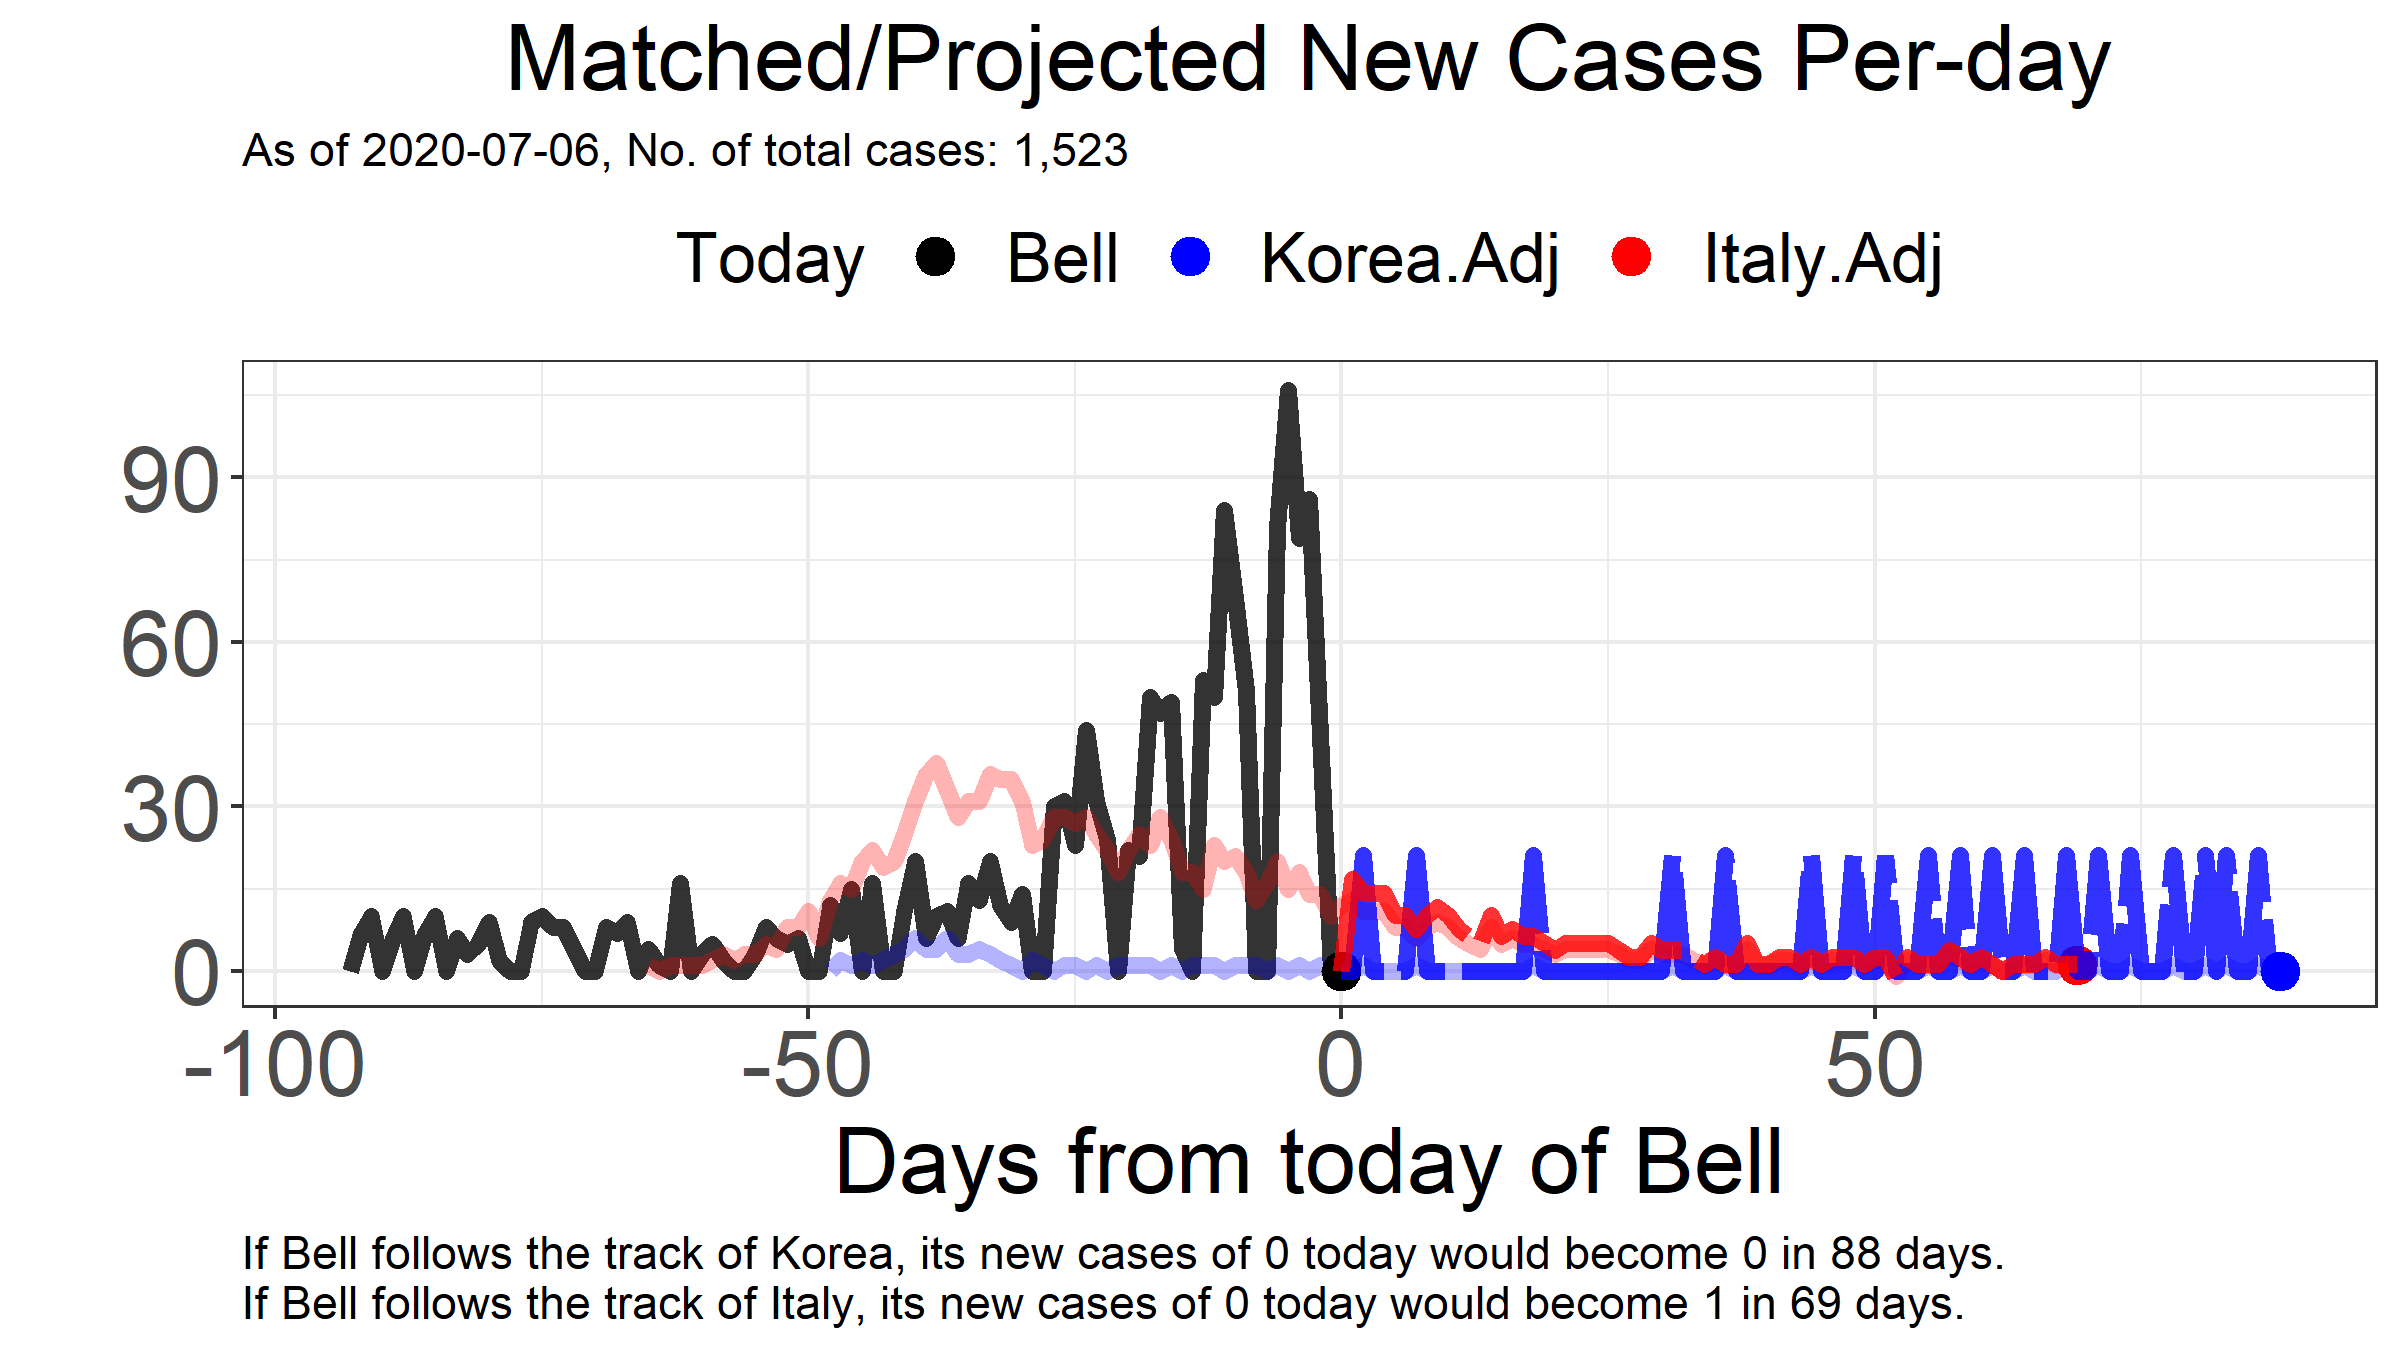 Matched/Projected New Cases Per-day
As of 2020-07-06, No. of total cases: 1,523
Today Bell Korea.Adj Italy.Adj
90
60
30
0
-100 -50 0 50
Days from today of Bell
If Bell follows the track of Korea, its new cases of 0 today would become 0 in 88 days.
If Bell follows the track of Italy, its new cases of 0 today would become 1 in 69 days.